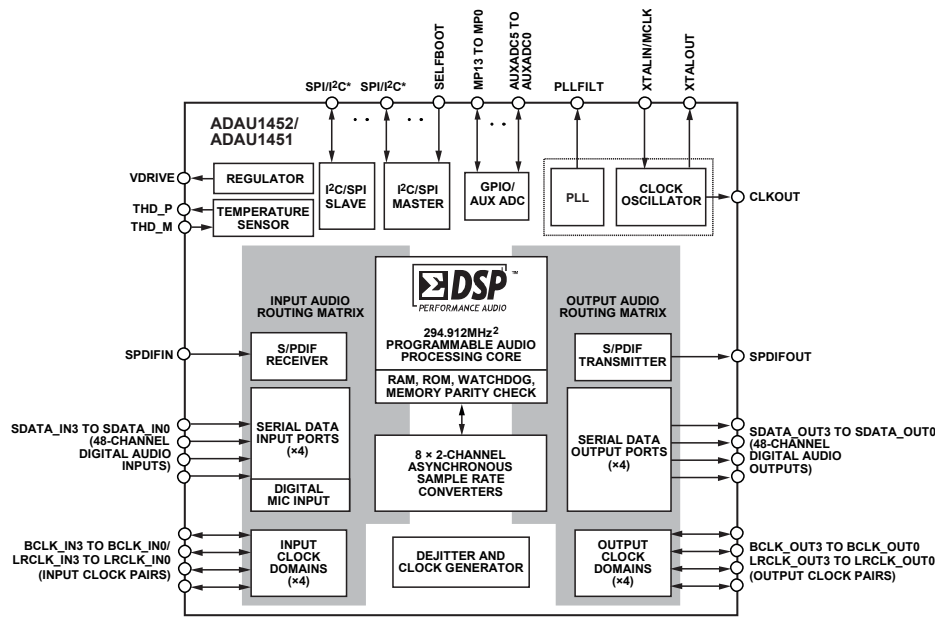 SPI/I²C*
SPI/I²C*
SELFBOOT
MP13 TO MP0
AUXADC5 TO
AUXADC0
PLLFILT
XTALIN/MCLK
XTALOUT
ADAU1452/
ADAU1451
VDRIVE
REGULATOR
THD_P
THD_M
TEMPERATURE
SENSOR
I²C/SPI
SLAVE
I²C/SPI
MASTER
GPIO/
AUX ADC
PLL
CLOCK
OSCILLATOR
CLKOUT
INPUT AUDIO
ROUTING MATRIX
ΣDSP™
PERFORMANCE AUDIO
294.912MHz²
PROGRAMMABLE AUDIO
PROCESSING CORE
RAM, ROM, WATCHDOG,
MEMORY PARITY CHECK
OUTPUT AUDIO
ROUTING MATRIX
SPDIFIN
S/PDIF
RECEIVER
S/PDIF
TRANSMITTER
SPDIFOUT
SDATA_IN3 TO SDATA_IN0
(48-CHANNEL
DIGITAL AUDIO
INPUTS)
SERIAL DATA
INPUT PORTS
(×4)
DIGITAL
MIC INPUT
8 × 2-CHANNEL
ASYNCHRONOUS
SAMPLE RATE
CONVERTERS
SERIAL DATA
OUTPUT PORTS
(×4)
SDATA_OUT3 TO SDATA_OUT0
(48-CHANNEL
DIGITAL AUDIO
OUTPUTS)
BCLK_IN3 TO BCLK_IN0/
LRCLK_IN3 TO LRCLK_IN0
(INPUT CLOCK PAIRS)
INPUT
CLOCK
DOMAINS
(×4)
DEJITTER AND
CLOCK GENERATOR
OUTPUT
CLOCK
DOMAINS
(×4)
BCLK_OUT3 TO BCLK_OUT0
LRCLK_OUT3 TO LRCLK_OUT0
(OUTPUT CLOCK PAIRS)